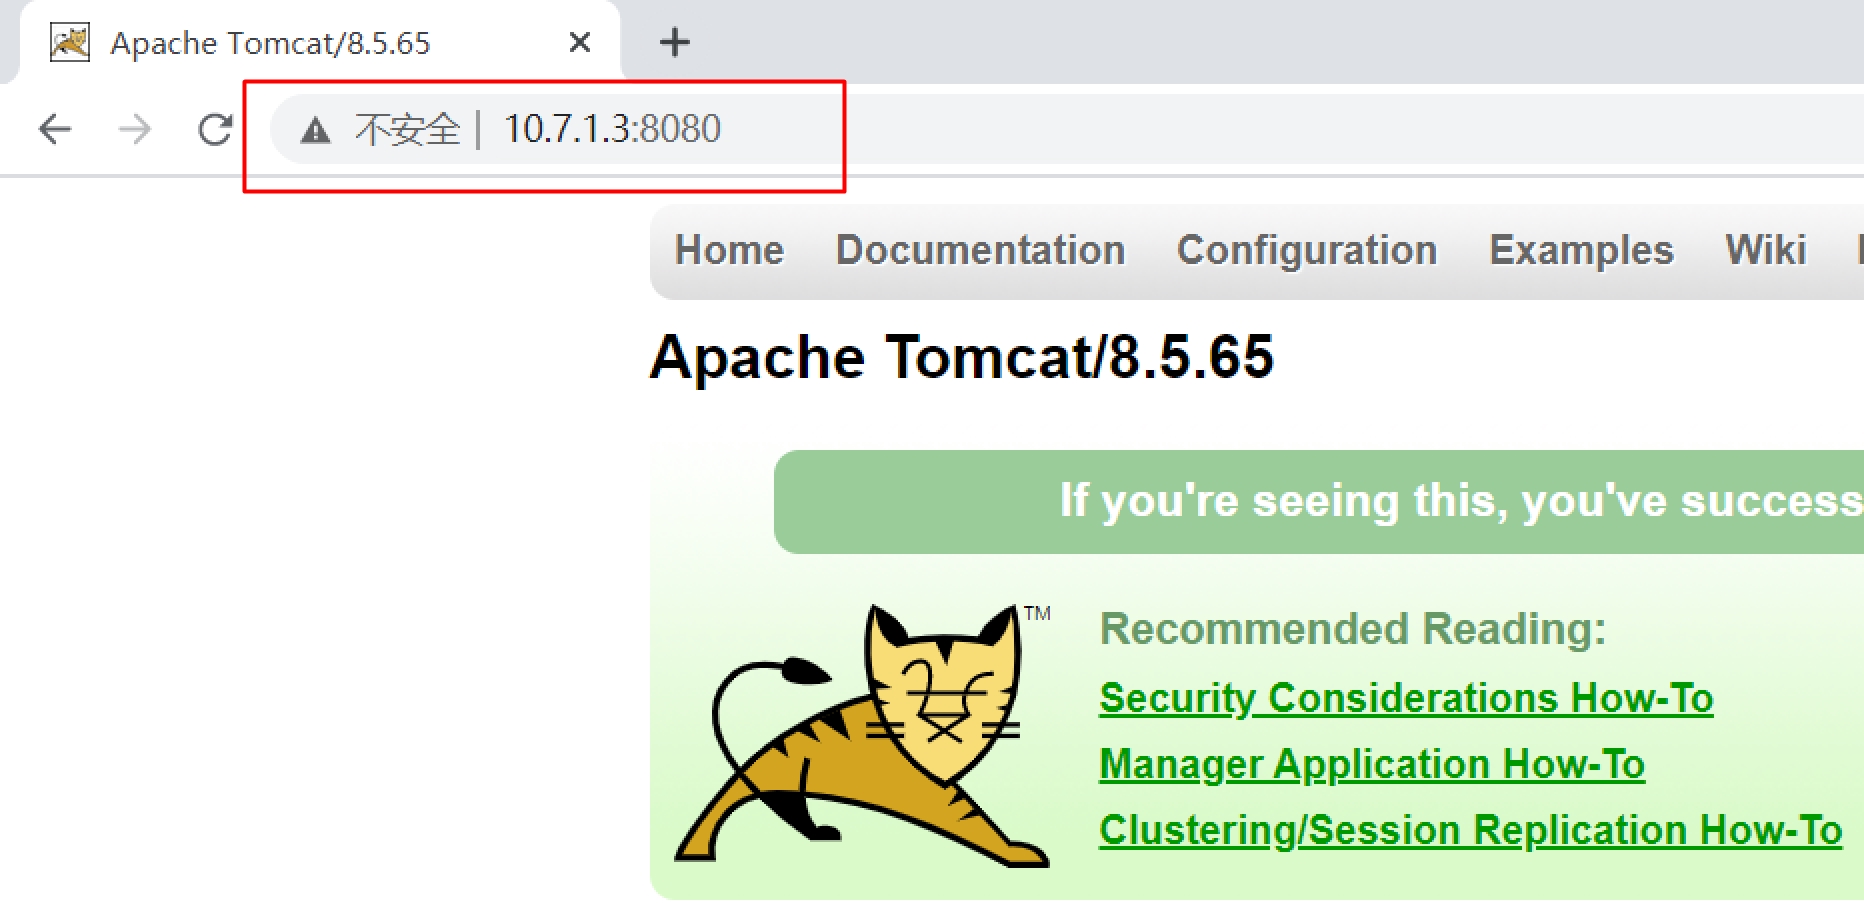 Apache Tomcat/8.5.65
不安全 | 10.7.1.3:8080
Home Documentation Configuration Examples Wiki
Apache Tomcat/8.5.65
If you're seeing this, you've success
TM
Recommended Reading:
Security Considerations How-To
Manager Application How-To
Clustering/Session Replication How-To